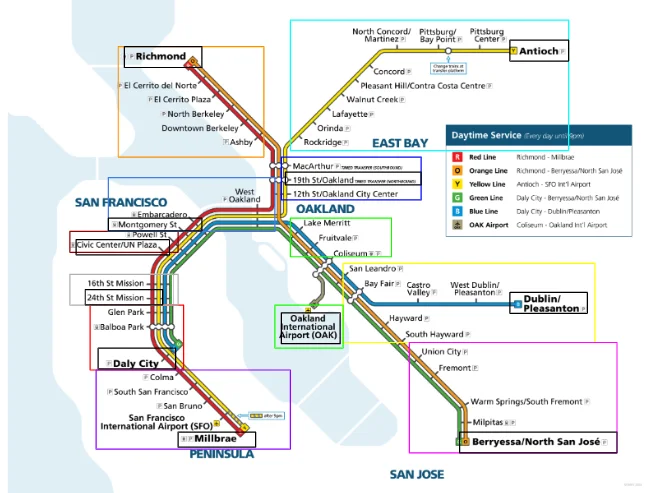 Richmond
North Concord/
Martinez
Pittsburg/
Bay Point
Pittsburg
Center
Antioch
Change trains at
transfer platform
Concord
Pleasant Hill/Contra Costa Centre
Walnut Creek
Lafayette
Orinda
Rockridge
El Cerrito del Norte
El Cerrito Plaza
North Berkeley
Downtown Berkeley
Ashby
EAST BAY
Daytime Service
Red Line Richmond - Millbrae
Orange Line Richmond - Berryessa/North San José
Yellow Line Antioch - SFO Int'l Airport
Green Line Daly City - Berryessa/North San José
Blue Line Daly City - Dublin/Pleasanton
OAK Airport Coliseum - Oakland Int'l Airport
MacArthur
19th St/Oakland
12th St/Oakland City Center
West
Oakland
SAN FRANCISCO
OAKLAND
Embarcadero
Montgomery St
Powell St
Civic Center/UN Plaza
Lake Merritt
Fruitvale
Coliseum
16th St Mission
24th St Mission
Glen Park
Balboa Park
Daly City
San Leandro
Bay Fair
Castro
Valley
West Dublin/
Pleasanton
Dublin/
Pleasanton
Oakland
International
Airport (OAK)
Hayward
South Hayward
Union City
Fremont
Warm Springs/South Fremont
Milpitas
Berryessa/North San José
Colma
South San Francisco
San Bruno
San Francisco
International Airport (SFO)
after 9pm
Millbrae
PENINSULA
SAN JOSE